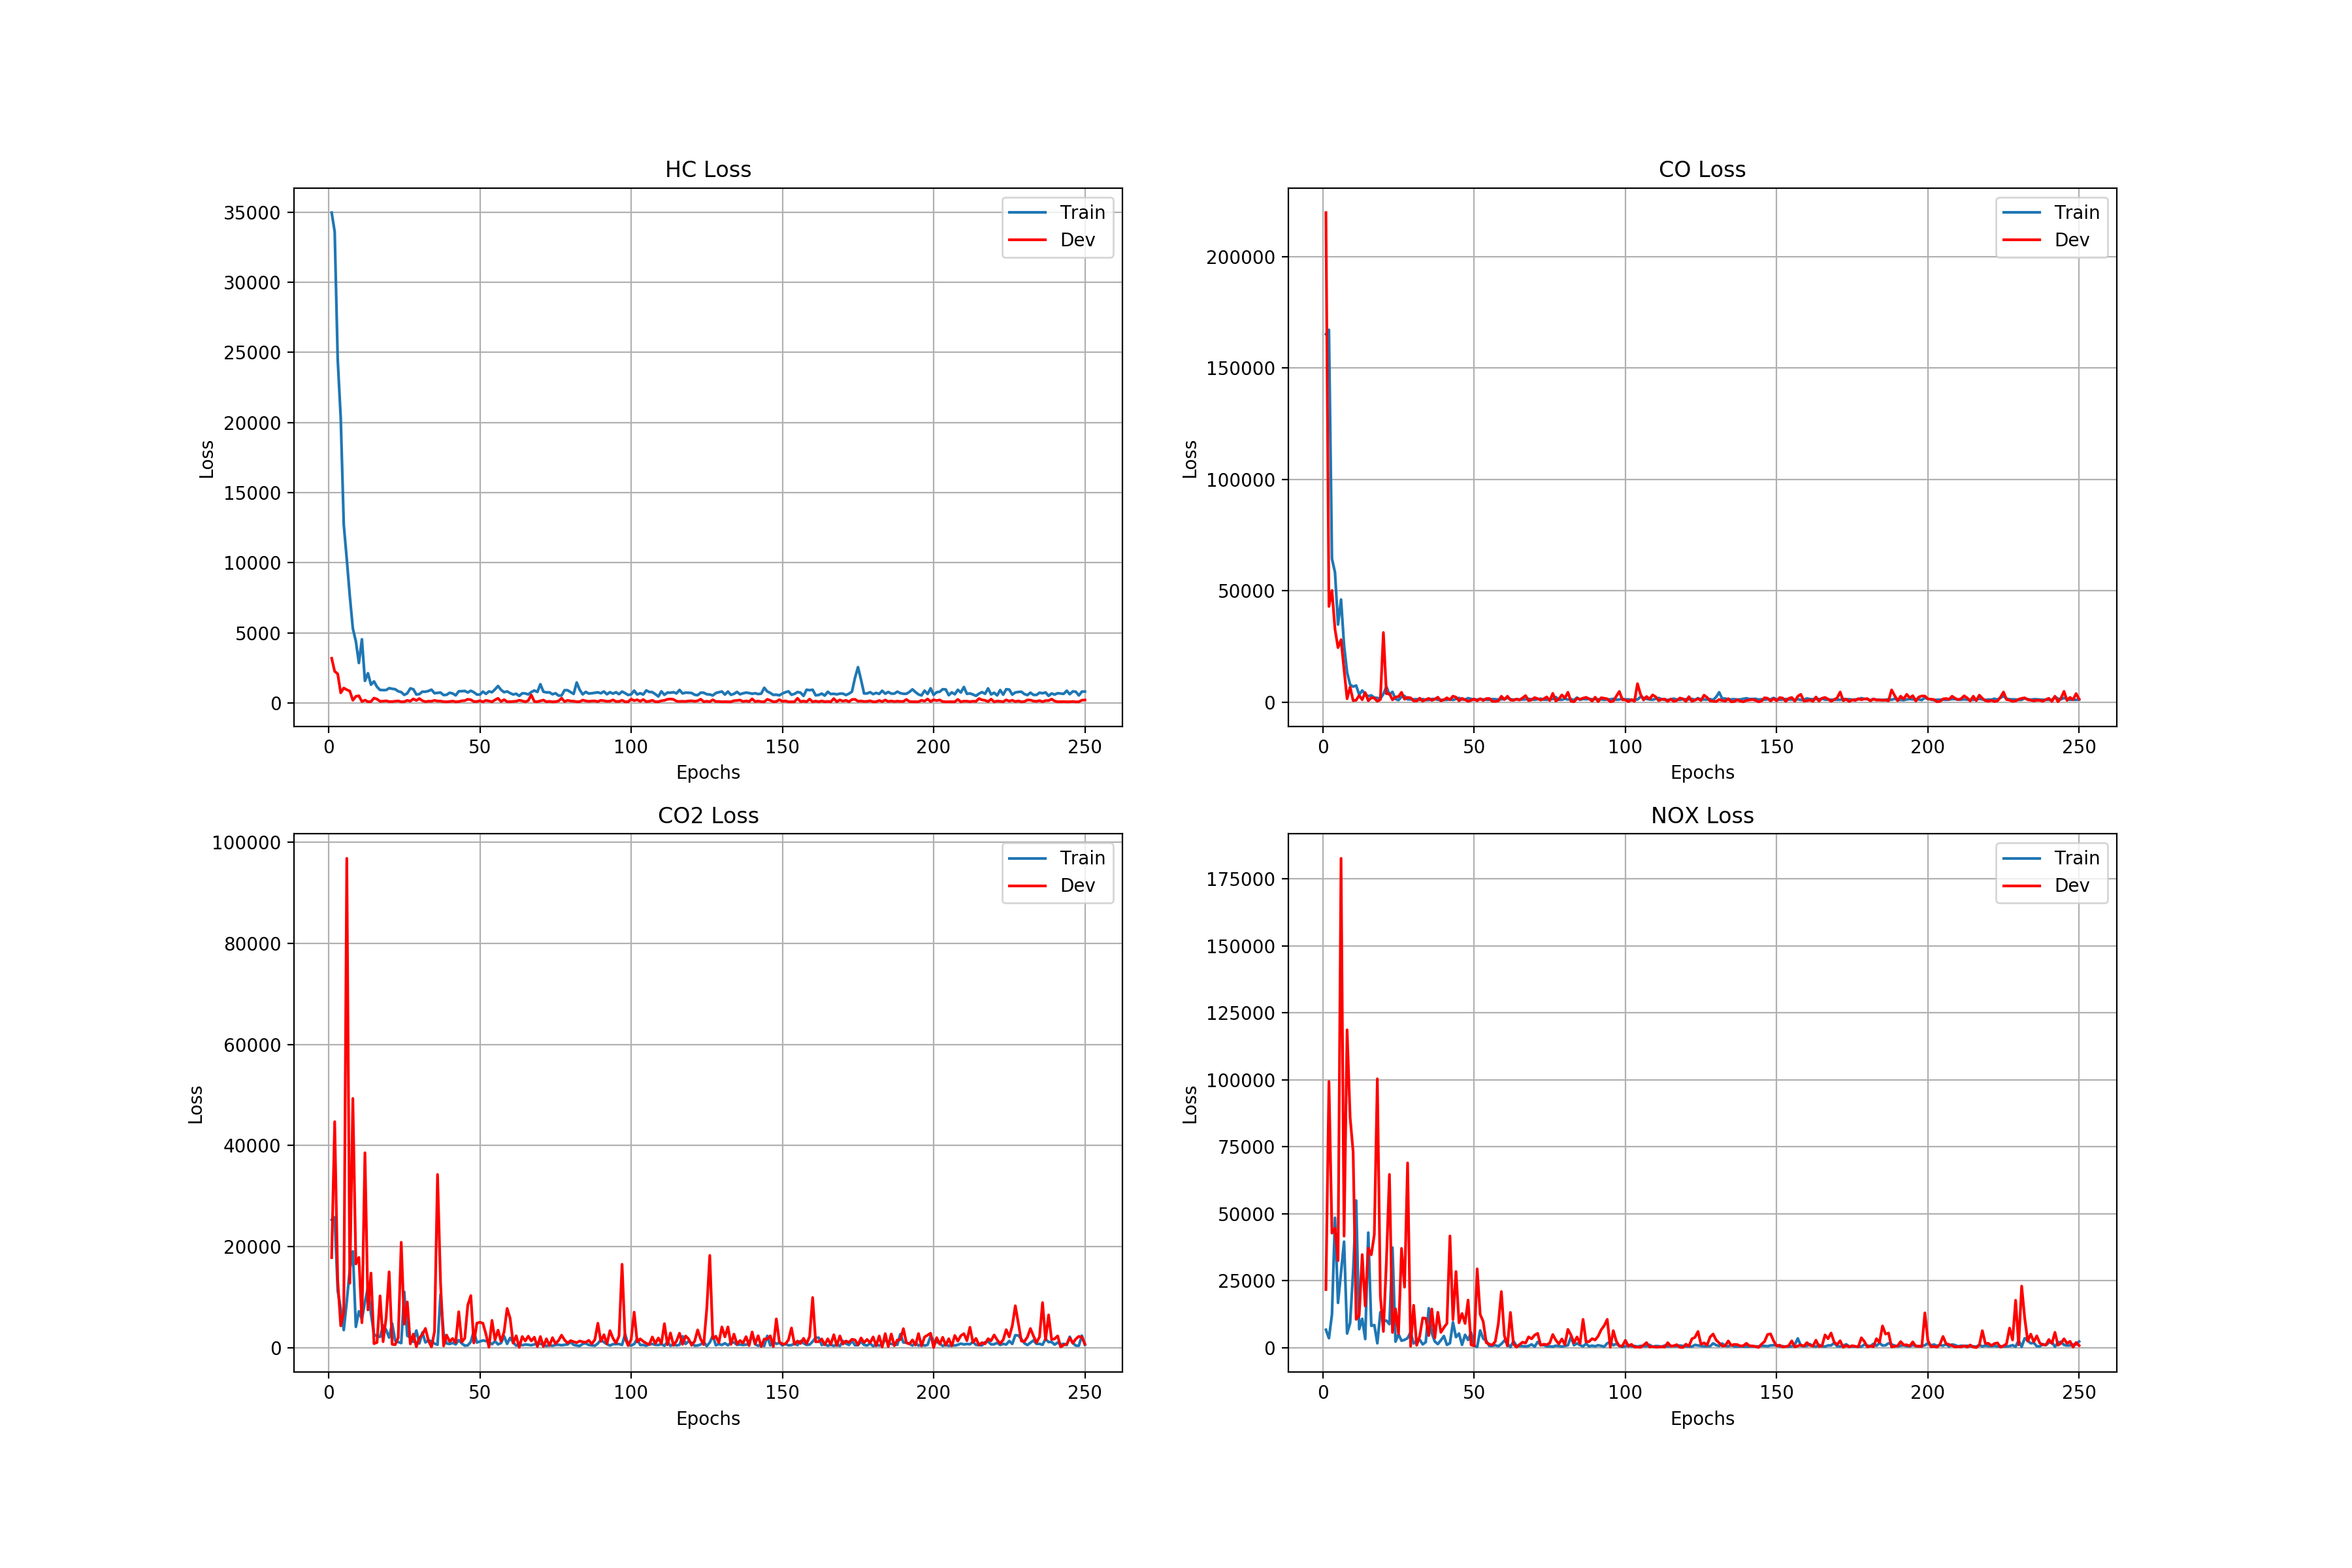 HC Loss
35000
30000
25000
20000
15000
10000
5000
0
Loss
0 50 100 150 200 250
Epochs
Train
Dev
CO Loss
200000
150000
100000
50000
0
Loss
0 50 100 150 200 250
Epochs
Train
Dev
CO2 Loss
100000
80000
60000
40000
20000
0
Loss
0 50 100 150 200 250
Epochs
Train
Dev
NOX Loss
175000
150000
125000
100000
75000
50000
25000
0
Loss
0 50 100 150 200 250
Epochs
Train
Dev